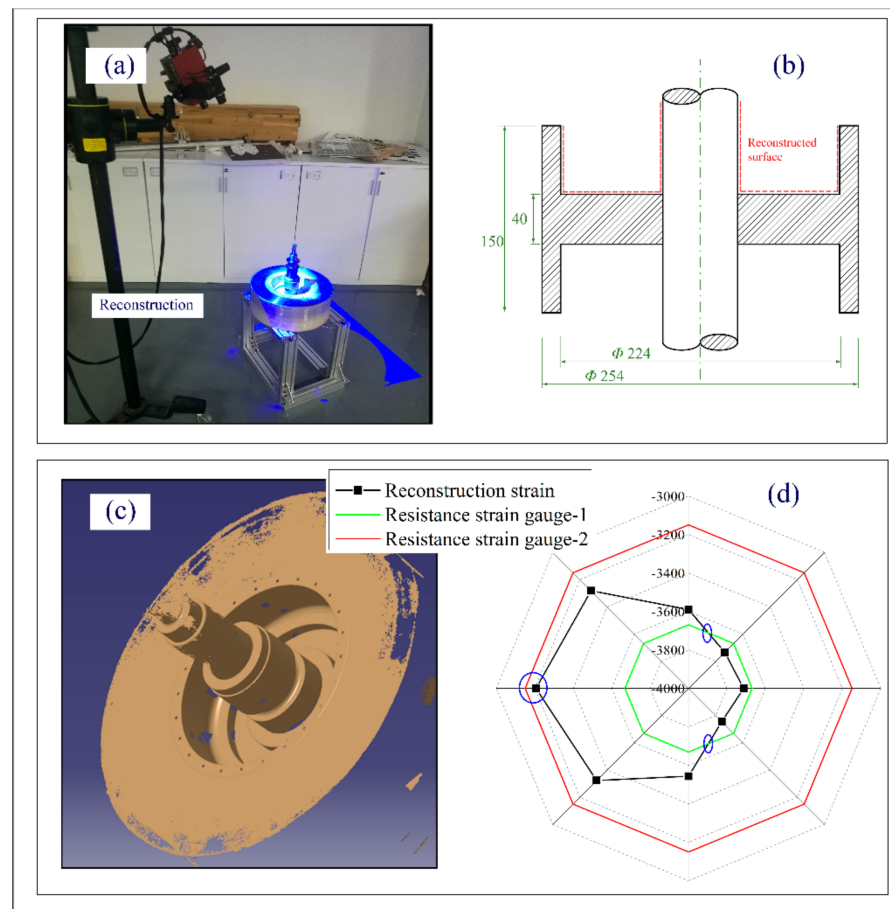 (a)
Reconstruction
(b)
Reconstructed
surface
150
40
Φ 224
Φ 254
(c)
Reconstruction strain
Resistance strain gauge-1
Resistance strain gauge-2
(d)
-3000
-3200
-3400
-3600
-3800
-4000